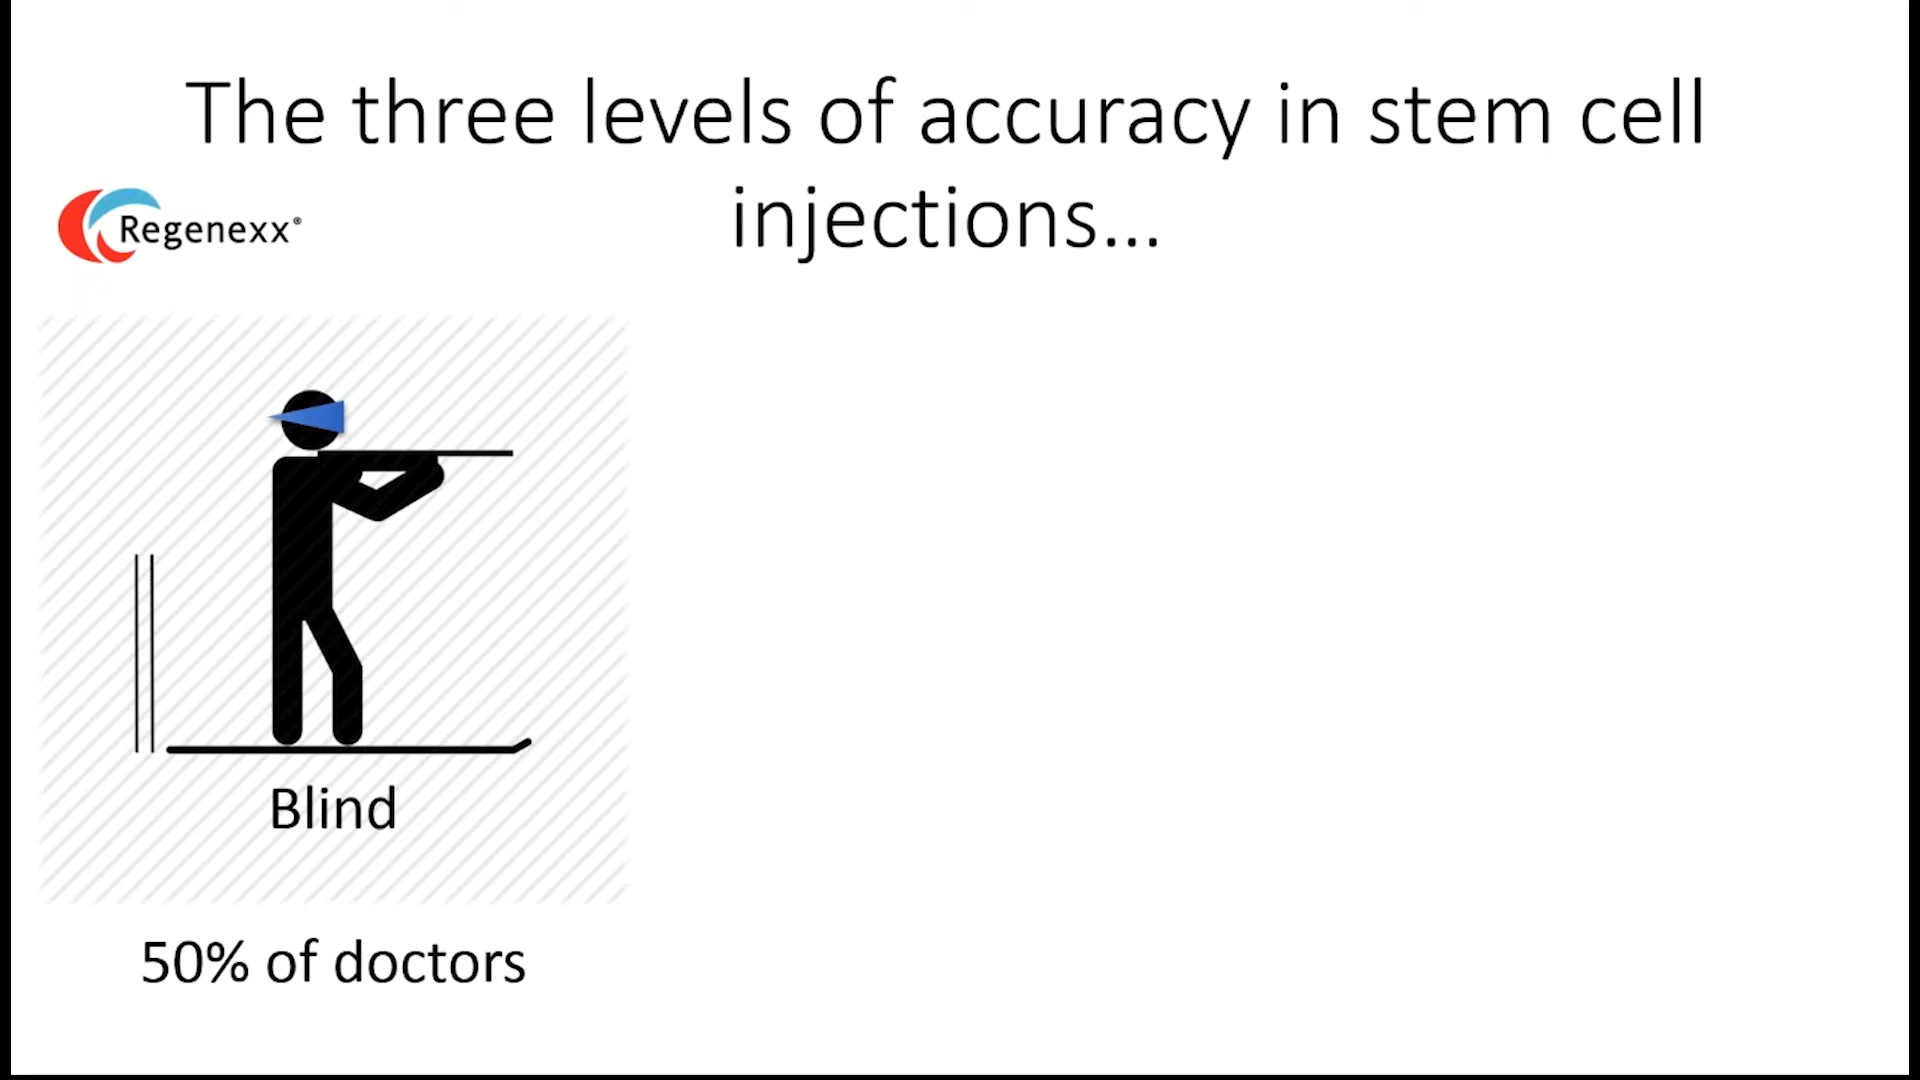 The three levels of accuracy in stem cell
injections...
Regenexx®
Blind
50% of doctors